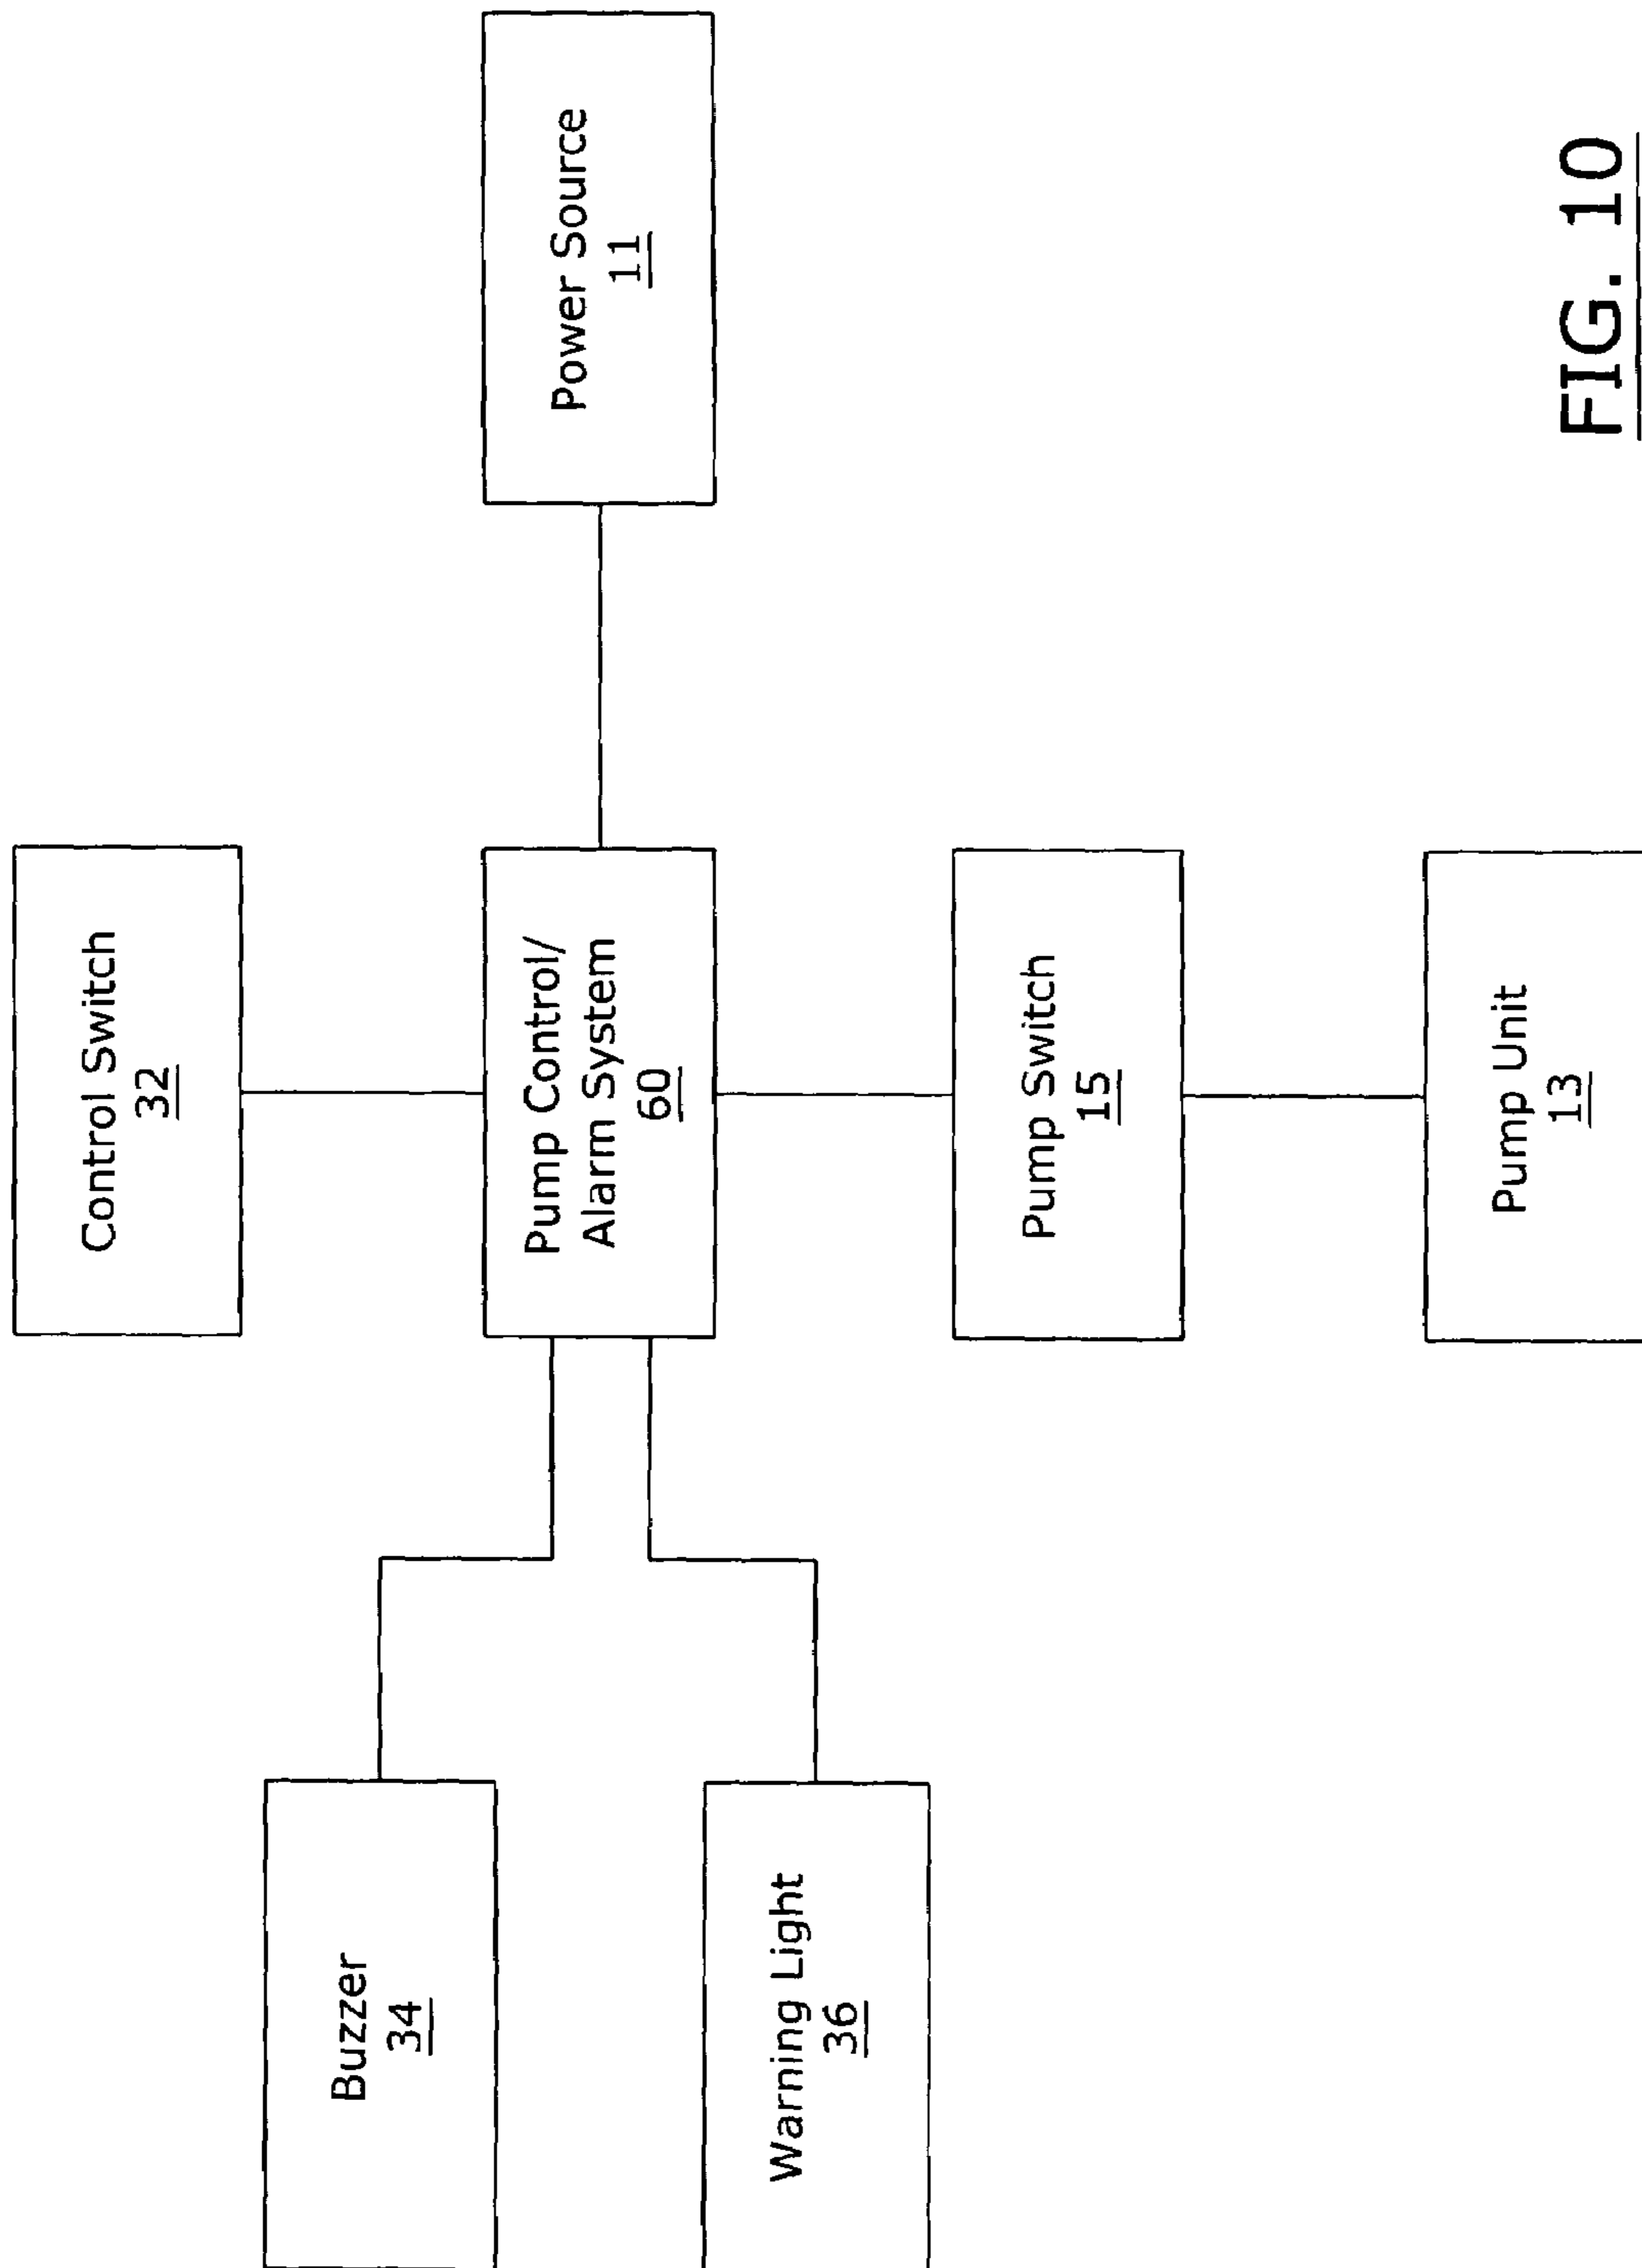 Control Switch
32
Buzzer
34
Pump Control/
Alarm System
60
Power Source
11
Warning Light
36
Pump Switch
15
Pump Unit
13
FIG. 10